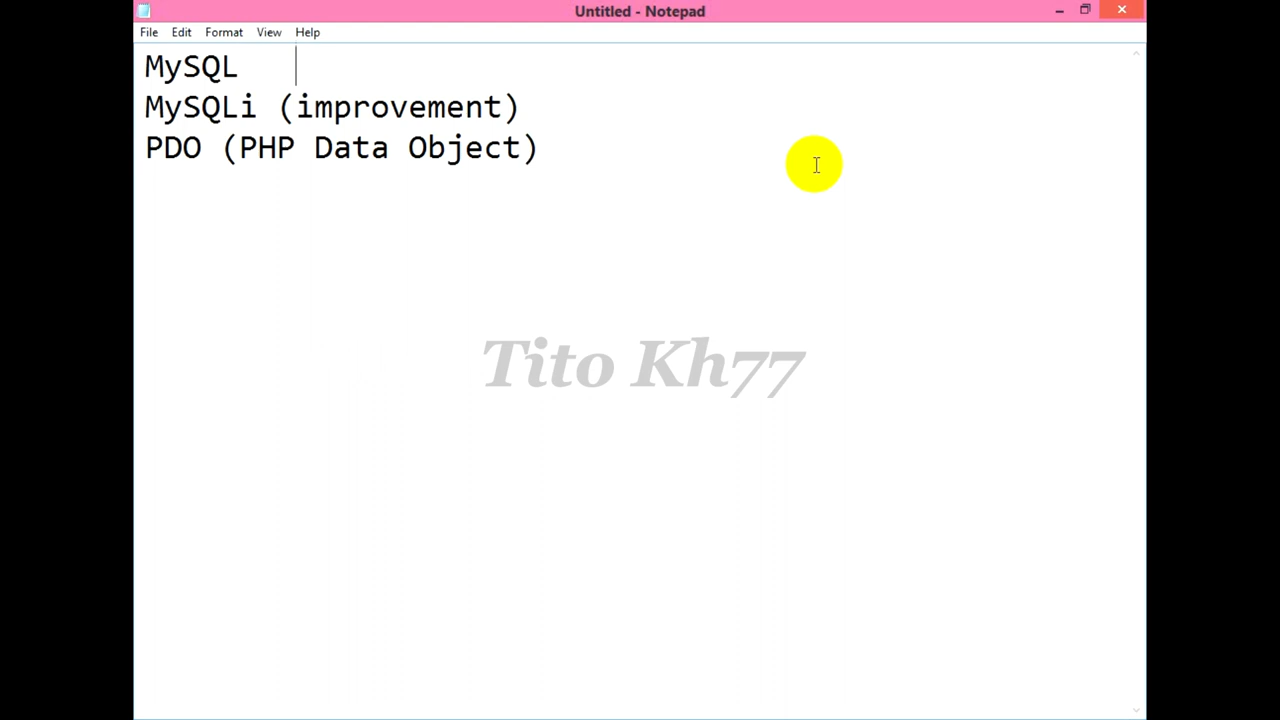 Untitled - Notepad
File Edit Format View Help
MySQL
MySQLi (improvement)
PDO (PHP Data Object)
Tito Kh77